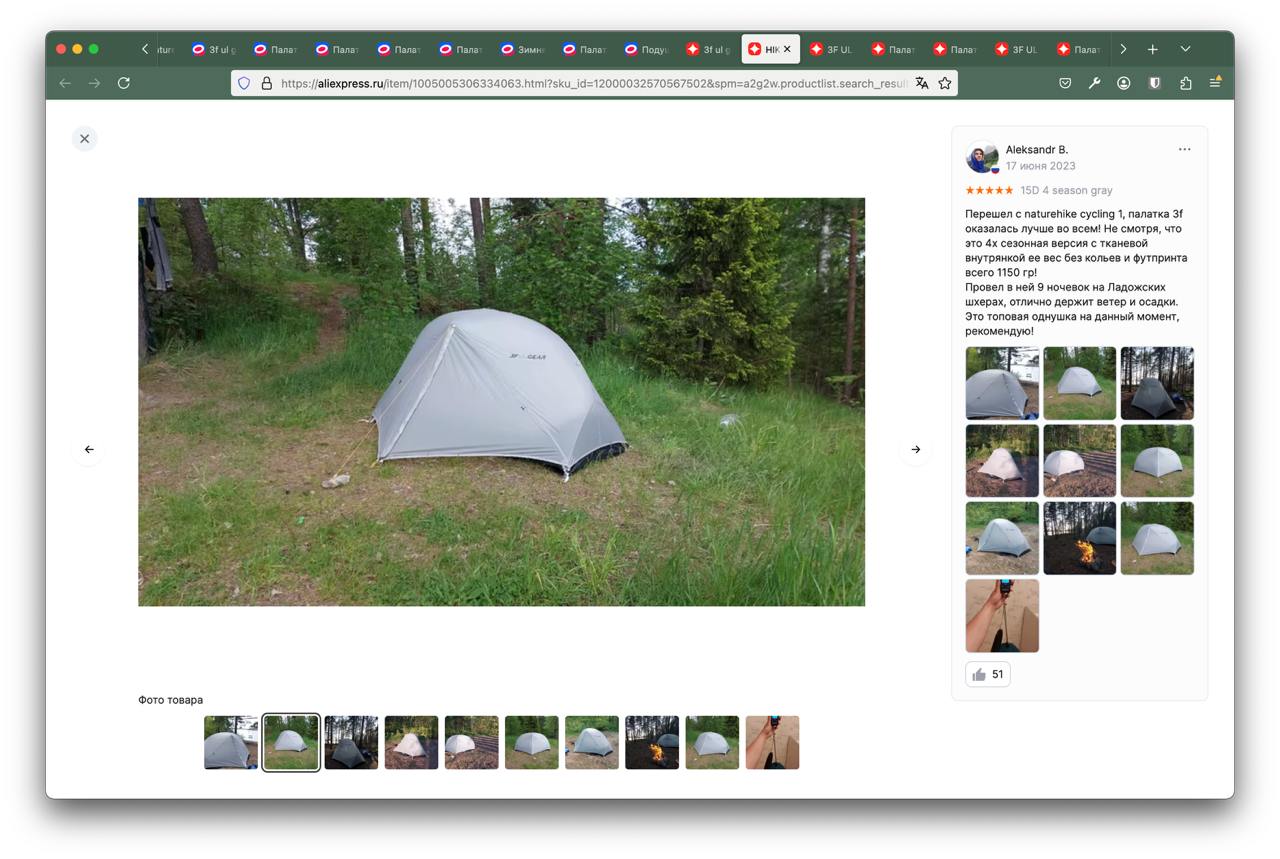 3f ul g
Палат
Палат
Палат
Палат
Зимн
Палат
Подуш
3f ul g
HIK
3F UL
Палат
Палат
3F UL
Палат
https://aliexpress.ru/item/1005005306334063.html?sku_id=12000032570567502&spm=a2g2w.productlist.search_result
Aleksandr B.
17 июня 2023
15D 4 season gray
Перешел с naturehike cycling 1, палатка 3f
оказалась лучше во всем! Не смотря, что
это 4х сезонная версия с тканевой
внутрянкой ее вес без кольев и футпринта
всего 1150 гр!
Провел в ней 9 ночевок на Ладожских
шхерах, отлично держит ветер и осадки.
Это топовая однушка на данный момент,
рекомендую!
51
3F GEAR
Фото товара